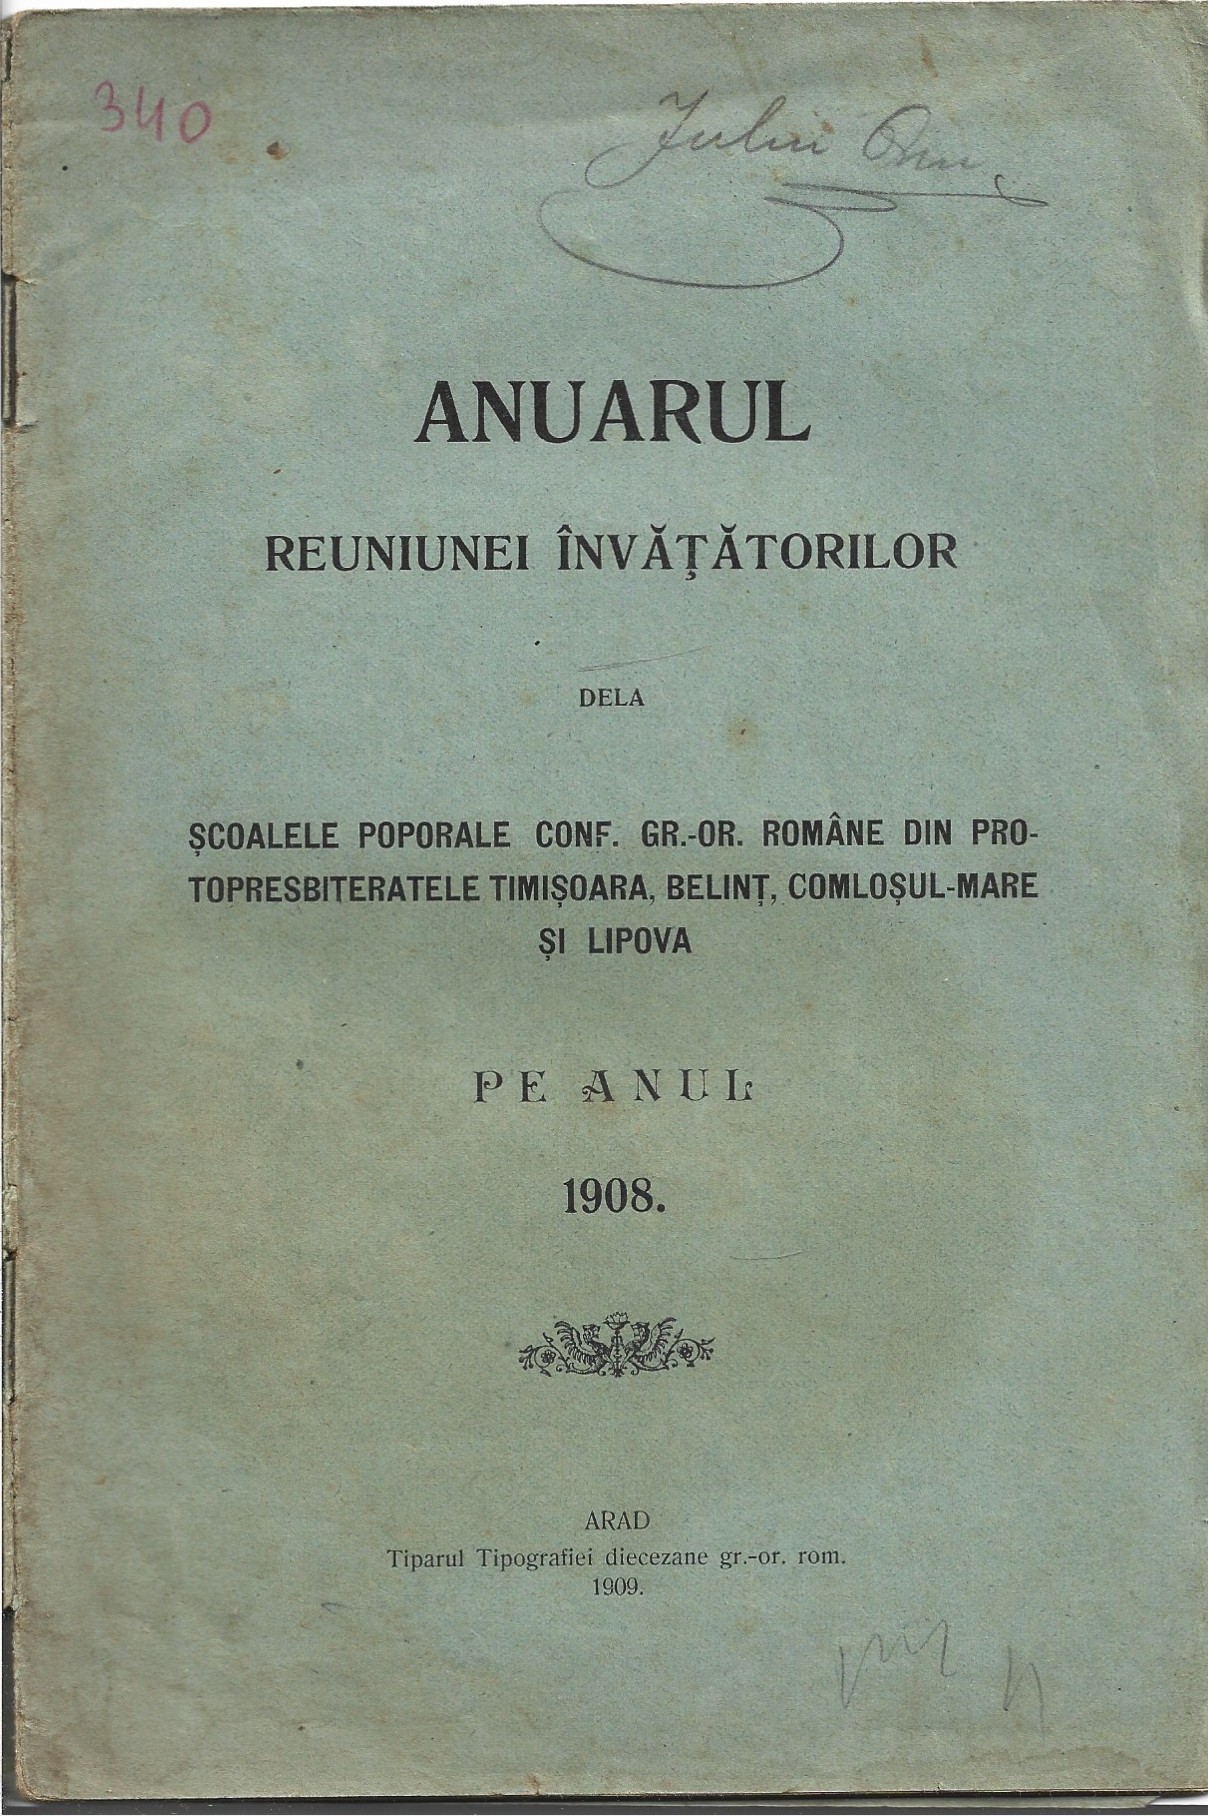 340
Iuliu
ANUARUL
REUNIUNEI ÎNVĂȚĂTORILOR
DELA
ȘCOALELE POPORALE CONF. GR.-OR. ROMÂNE DIN PRO-
TOPRESBITERATELE TIMIȘOARA, BELINȚ, COMLOȘUL-MARE
ȘI LIPOVA
PE ANUL
1908.
ARAD
Tiparul Tipografiei diecezane gr.-or. rom.
1909.